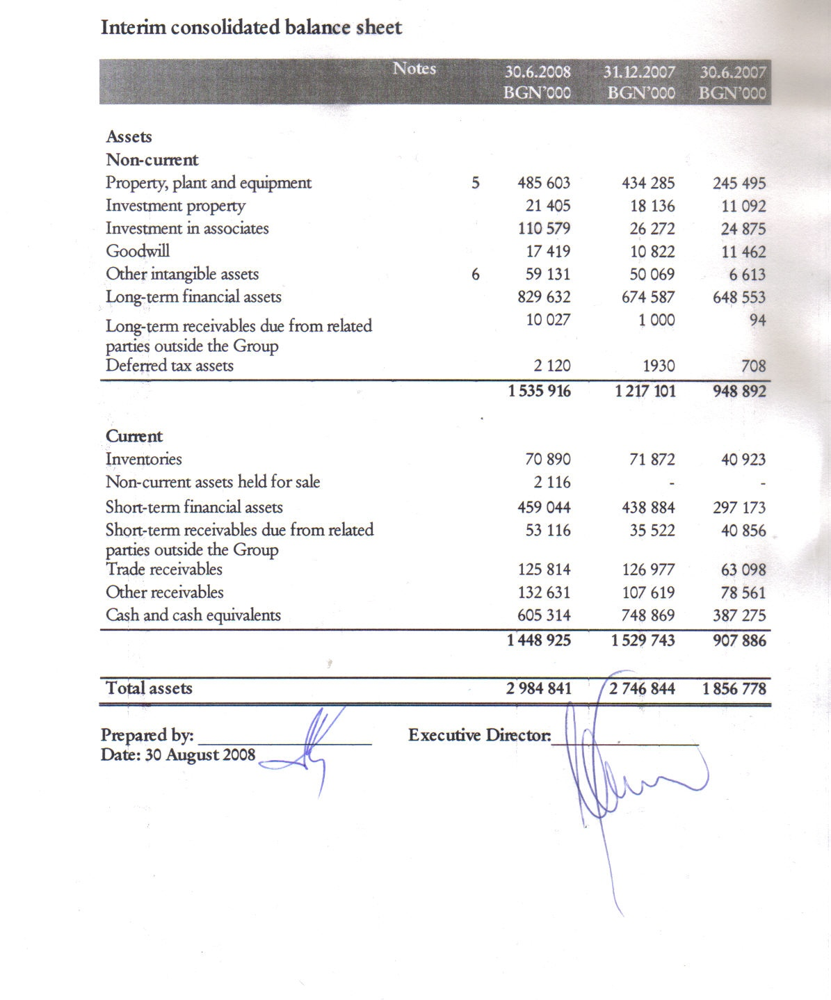 Interim consolidated balance sheet
Notes 30.6.2008 31.12.2007 30.6.2007
BGN'000 BGN'000 BGN'000
Assets
Non-current
Property, plant and equipment 5 485 603 434 285 245 495
Investment property 21 405 18 136 11 092
Investment in associates 110 579 26 272 24 875
Goodwill 17 419 10 822 11 462
Other intangible assets 6 59 131 50 069 6 613
Long-term financial assets 829 632 674 587 648 553
Long-term receivables due from related 10 027 1 000 94
parties outside the Group
Deferred tax assets 2 120 1930 708
1 535 916 1 217 101 948 892
Current
Inventories 70 890 71 872 40 923
Non-current assets held for sale 2 116 - -
Short-term financial assets 459 044 438 884 297 173
Short-term receivables due from related 53 116 35 522 40 856
parties outside the Group
Trade receivables 125 814 126 977 63 098
Other receivables 132 631 107 619 78 561
Cash and cash equivalents 605 314 748 869 387 275
1 448 925 1 529 743 907 886
Total assets 2 984 841 2 746 844 1 856 778
Prepared by: Executive Director:
Date: 30 August 2008